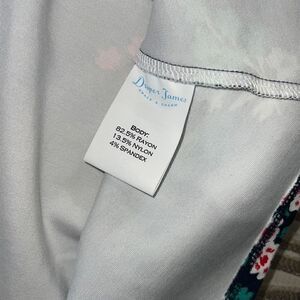 Draper James
BODY:
82.5% RAYON
13.5% NYLON
4% SPANDEX